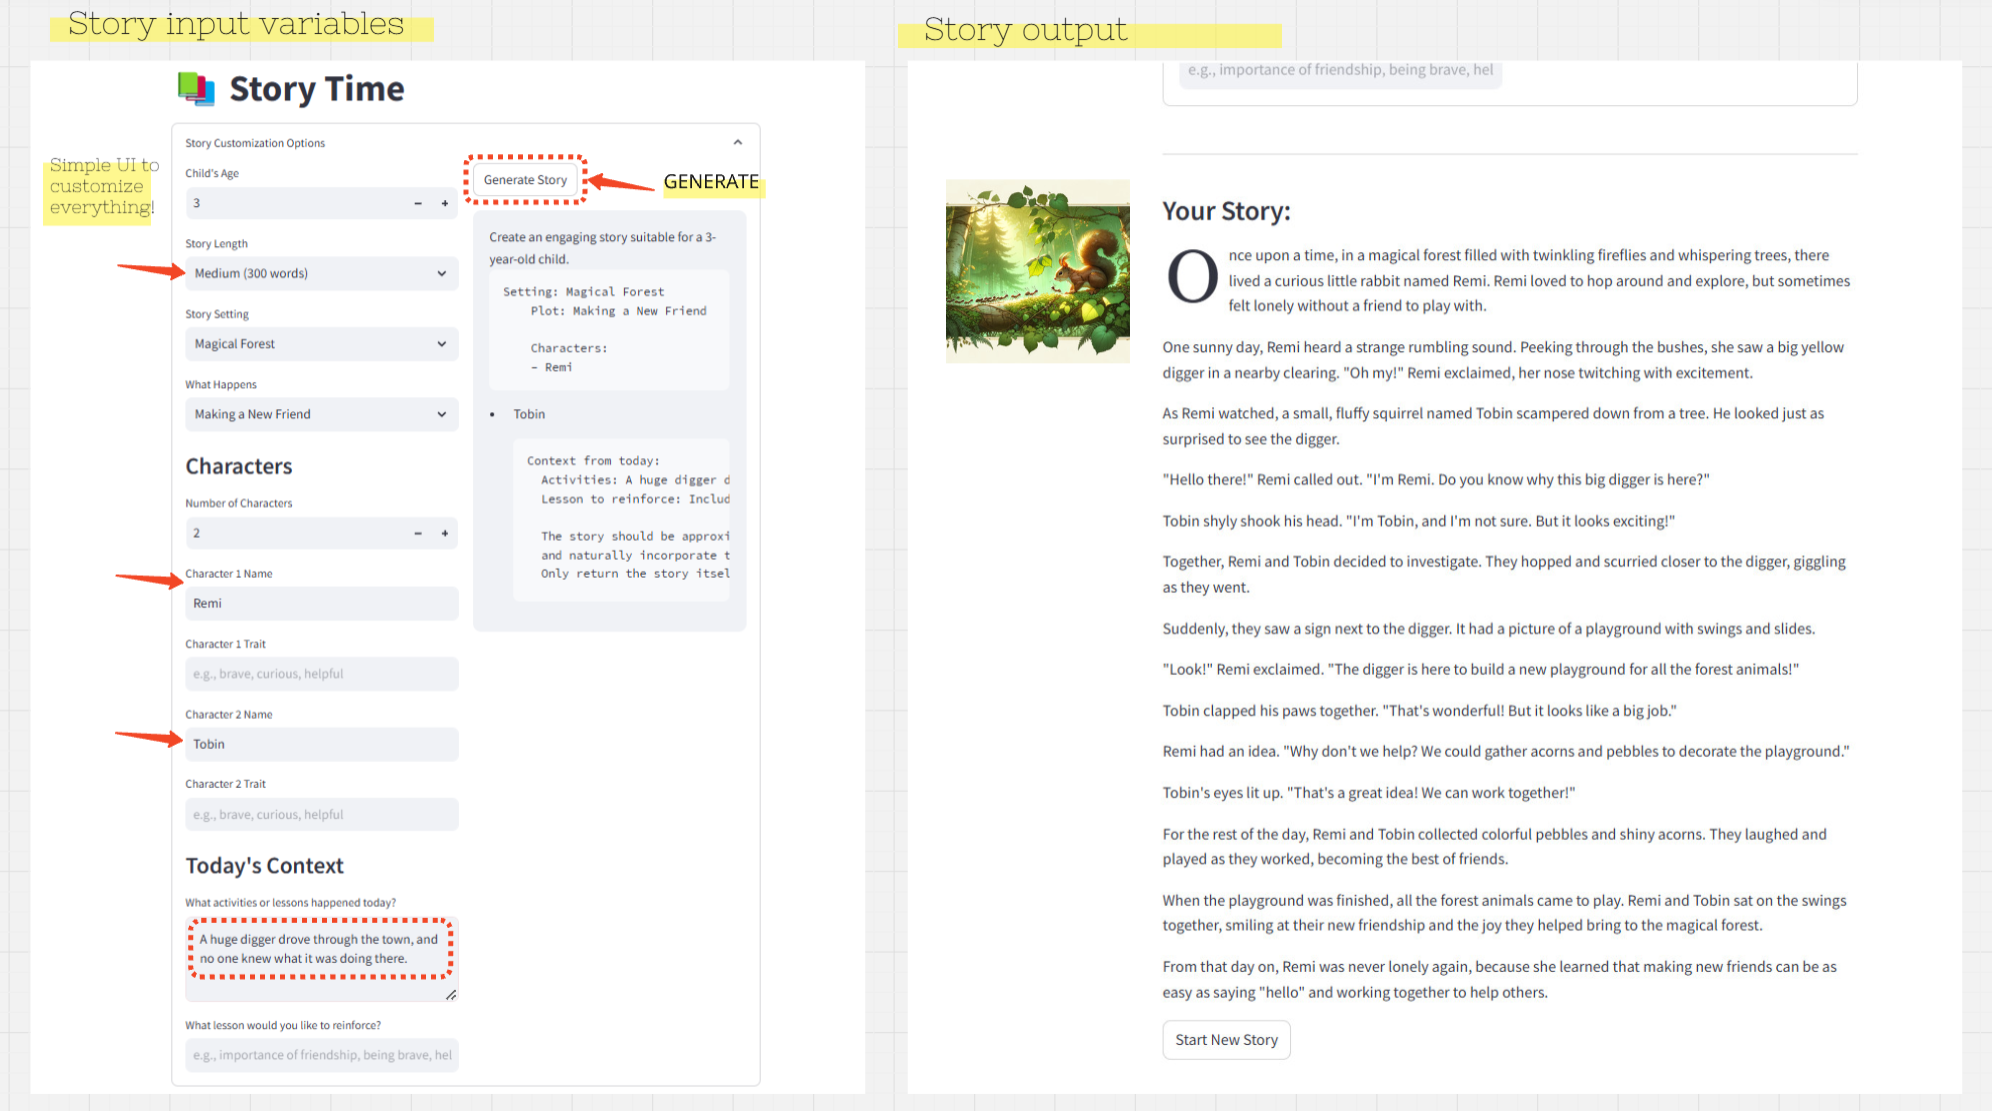 Story input variables
Story Time
Simple UI to
customize
everything!
Story Customization Options
Child's Age
3
Story Length
Medium (300 words)
Story Setting
Magical Forest
What Happens
Making a New Friend
Characters
Number of Characters
2
Character 1 Name
Remi
Character 1 Trait
e.g., brave, curious, helpful
Character 2 Name
Tobin
Character 2 Trait
e.g., brave, curious, helpful
Today's Context
What activities or lessons happened today?
A huge digger drove through the town, and
no one knew what it was doing there.
What lesson would you like to reinforce?
e.g., importance of friendship, being brave, hel
Generate Story
GENERATE
Create an engaging story suitable for a 3-
year-old child.
Setting: Magical Forest
Plot: Making a New Friend
Characters:
- Remi
• Tobin
Context from today:
Activities: A huge digger d
Lesson to reinforce: Includ
The story should be approxi
and naturally incorporate t
Only return the story itsel
Story output
e.g., importance of friendship, being brave, hel
Your Story:
Once upon a time, in a magical forest filled with twinkling fireflies and whispering trees, there
lived a curious little rabbit named Remi. Remi loved to hop around and explore, but sometimes
felt lonely without a friend to play with.
One sunny day, Remi heard a strange rumbling sound. Peeking through the bushes, she saw a big yellow
digger in a nearby clearing. "Oh my!" Remi exclaimed, her nose twitching with excitement.
As Remi watched, a small, fluffy squirrel named Tobin scampered down from a tree. He looked just as
surprised to see the digger.
"Hello there!" Remi called out. "I'm Remi. Do you know why this big digger is here?"
Tobin shyly shook his head. "I'm Tobin, and I'm not sure. But it looks exciting!"
Together, Remi and Tobin decided to investigate. They hopped and scurried closer to the digger, giggling
as they went.
Suddenly, they saw a sign next to the digger. It had a picture of a playground with swings and slides.
"Look!" Remi exclaimed. "The digger is here to build a new playground for all the forest animals!"
Tobin clapped his paws together. "That's wonderful! But it looks like a big job."
Remi had an idea. "Why don't we help? We could gather acorns and pebbles to decorate the playground."
Tobin's eyes lit up. "That's a great idea! We can work together!"
For the rest of the day, Remi and Tobin collected colorful pebbles and shiny acorns. They laughed and
played as they worked, becoming the best of friends.
When the playground was finished, all the forest animals came to play. Remi and Tobin sat on the swings
together, smiling at their new friendship and the joy they helped bring to the magical forest.
From that day on, Remi was never lonely again, because she learned that making new friends can be as
easy as saying "hello" and working together to help others.
Start New Story